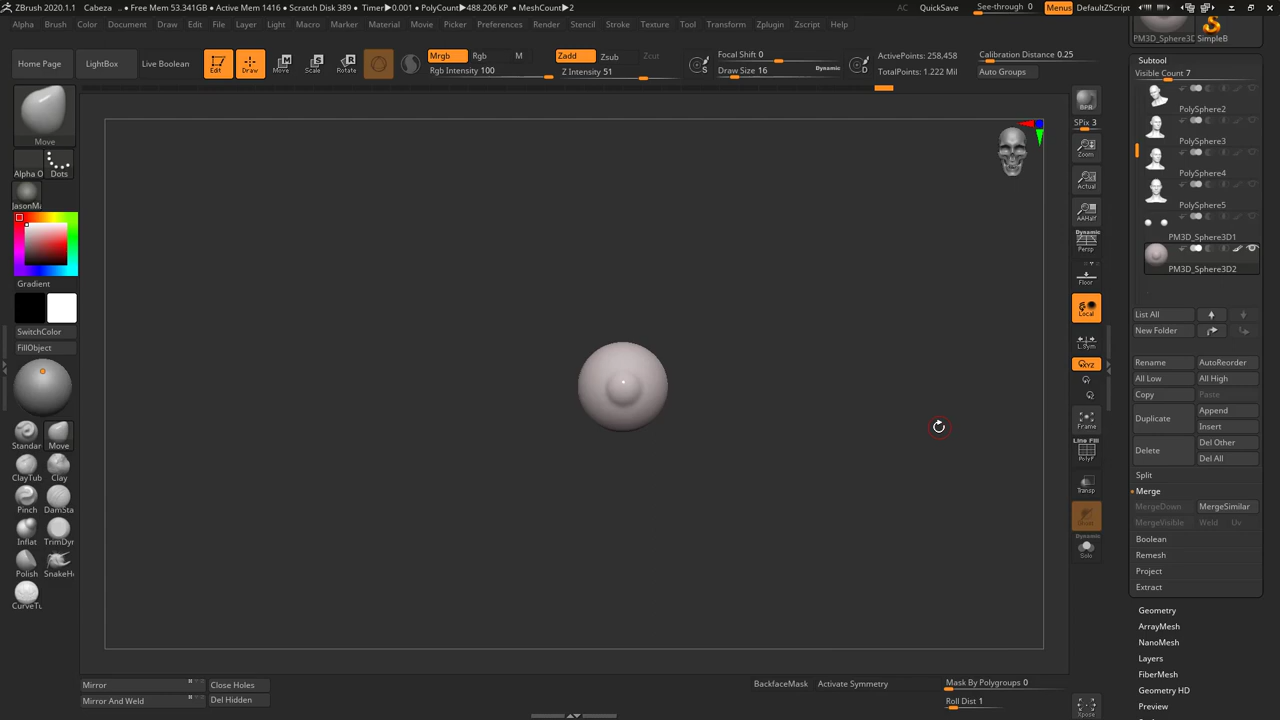 ZBrush 2020.1.1 Cabeza .. • Free Mem 53.341GB • Active Mem 1416 • Scratch Disk 389 • Timer▶0.001 • PolyCount▶488.206 KP • MeshCount▶2 AC QuickSave See-through 0 Menus DefaultZScript
Alpha Brush Color Document Draw Edit File Layer Light Macro Marker Material Movie Picker Preferences Render Stencil Stroke Texture Tool Transform Zplugin Zscript Help
Home Page LightBox Live Boolean Edit Draw Move Scale Rotate
Mrgb Rgb M
Rgb Intensity 100
Zadd Zsub Zcut
Z Intensity 51
Focal Shift 0
Draw Size 16 Dynamic
S D
ActivePoints: 258.458
TotalPoints: 1.222 Mil
Calibration Distance 0.25
Auto Groups
Move
Alpha O Dots
JasonMa
Gradient
SwitchColor
FillObject
Standar Move
ClayTub Clay
Pinch DamSta
Inflat TrimDyn
Polish SnakeHo
CurveTu
BPR
SPix 3
Zoom
Actual
AAHalf
Dynamic
Persp
Floor
Local
L.Sym
XYZ
Frame
Line Fill
PolyF
Transp
Dynamic
Solo
Xpose
PM3D_Sphere3D SimpleB
Subtool
Visible Count 7
PolySphere2
PolySphere3
PolySphere4
PolySphere5
PM3D_Sphere3D1
PM3D_Sphere3D2
List All
New Folder
Rename AutoReorder
All Low All High
Copy Paste
Duplicate Append
Insert
Delete Del Other
Del All
Split
Merge
MergeDown MergeSimilar
MergeVisible Weld Uv
Boolean
Remesh
Project
Extract
Geometry
ArrayMesh
NanoMesh
Layers
FiberMesh
Geometry HD
Preview
Mirror Close Holes
Mirror And Weld Del Hidden
BackfaceMask Activate Symmetry Mask By Polygroups 0
Roll Dist 1